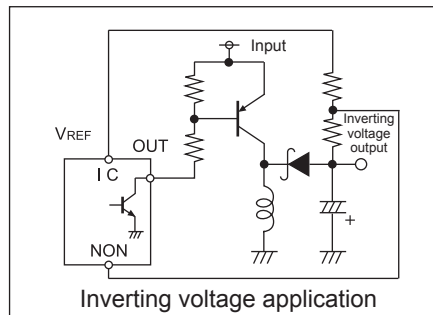 Input
Inverting
voltage
output
VREF
OUT
I C
NON
+
Inverting voltage application